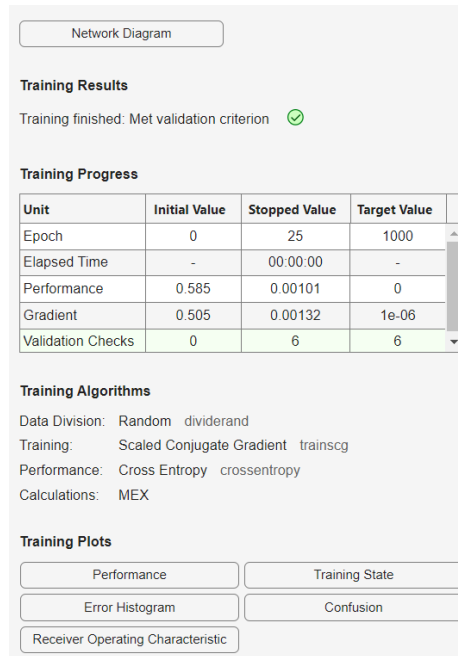 Network Diagram
Training Results
Training finished: Met validation criterion
Training Progress
Unit Initial Value Stopped Value Target Value
Epoch 0 25 1000
Elapsed Time - 00:00:00 -
Performance 0.585 0.00101 0
Gradient 0.505 0.00132 1e-06
Validation Checks 0 6 6
Training Algorithms
Data Division: Random dividerand
Training: Scaled Conjugate Gradient trainscg
Performance: Cross Entropy crossentropy
Calculations: MEX
Training Plots
Performance Training State
Error Histogram Confusion
Receiver Operating Characteristic